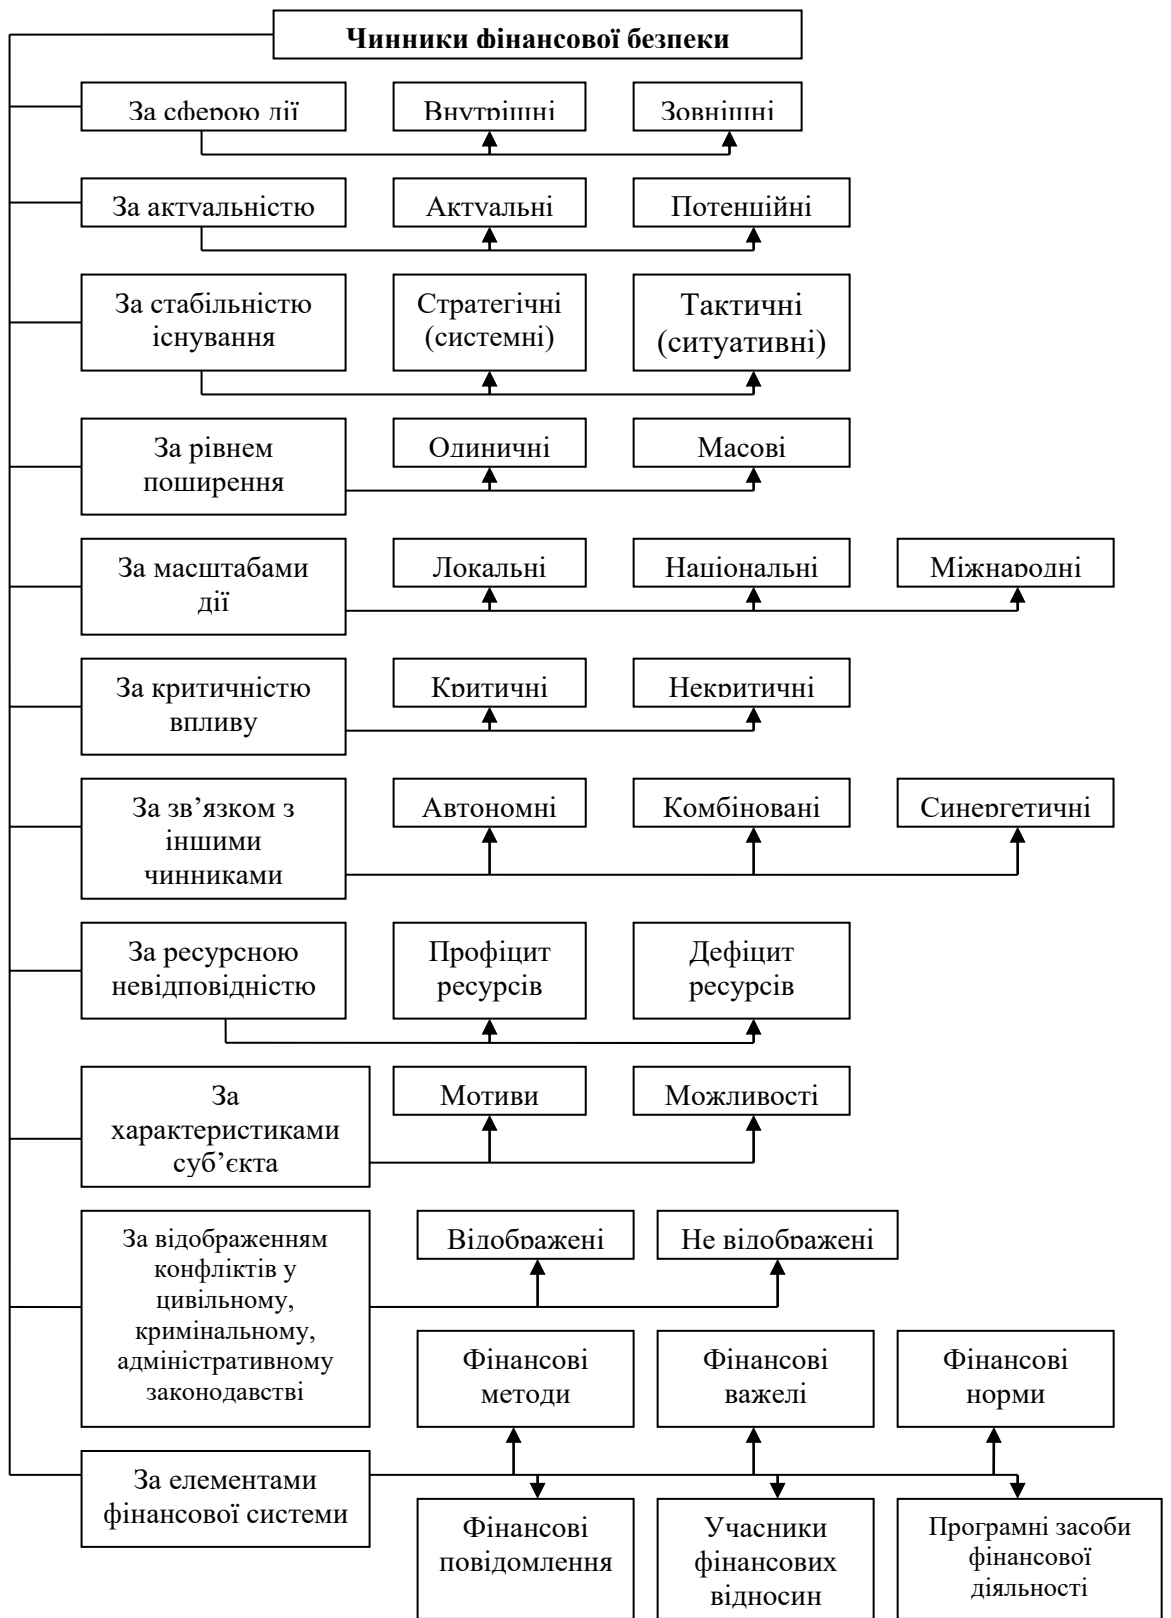 Чинники фінансової безпеки
За сферою дії
Внутрішні
Зовнішні
За актуальністю
Актуальні
Потенційні
За стабільністю
існування
Стратегічні
(системні)
Тактичні
(ситуативні)
За рівнем
поширення
Одиничні
Масові
За масштабами
дії
Локальні
Національні
Міжнародні
За критичністю
впливу
Критичні
Некритичні
За зв’язком з
іншими
чинниками
Автономні
Комбіновані
Синергетичні
За ресурсною
невідповідністю
Профіцит
ресурсів
Дефіцит
ресурсів
За
характеристиками
суб’єкта
Мотиви
Можливості
За відображенням
конфліктів у
цивільному,
кримінальному,
адміністративному
законодавстві
Відображені
Не відображені
Фінансові
методи
Фінансові
важелі
Фінансові
норми
За елементами
фінансової системи
Фінансові
повідомлення
Учасники
фінансових
відносин
Програмні засоби
фінансової
діяльності